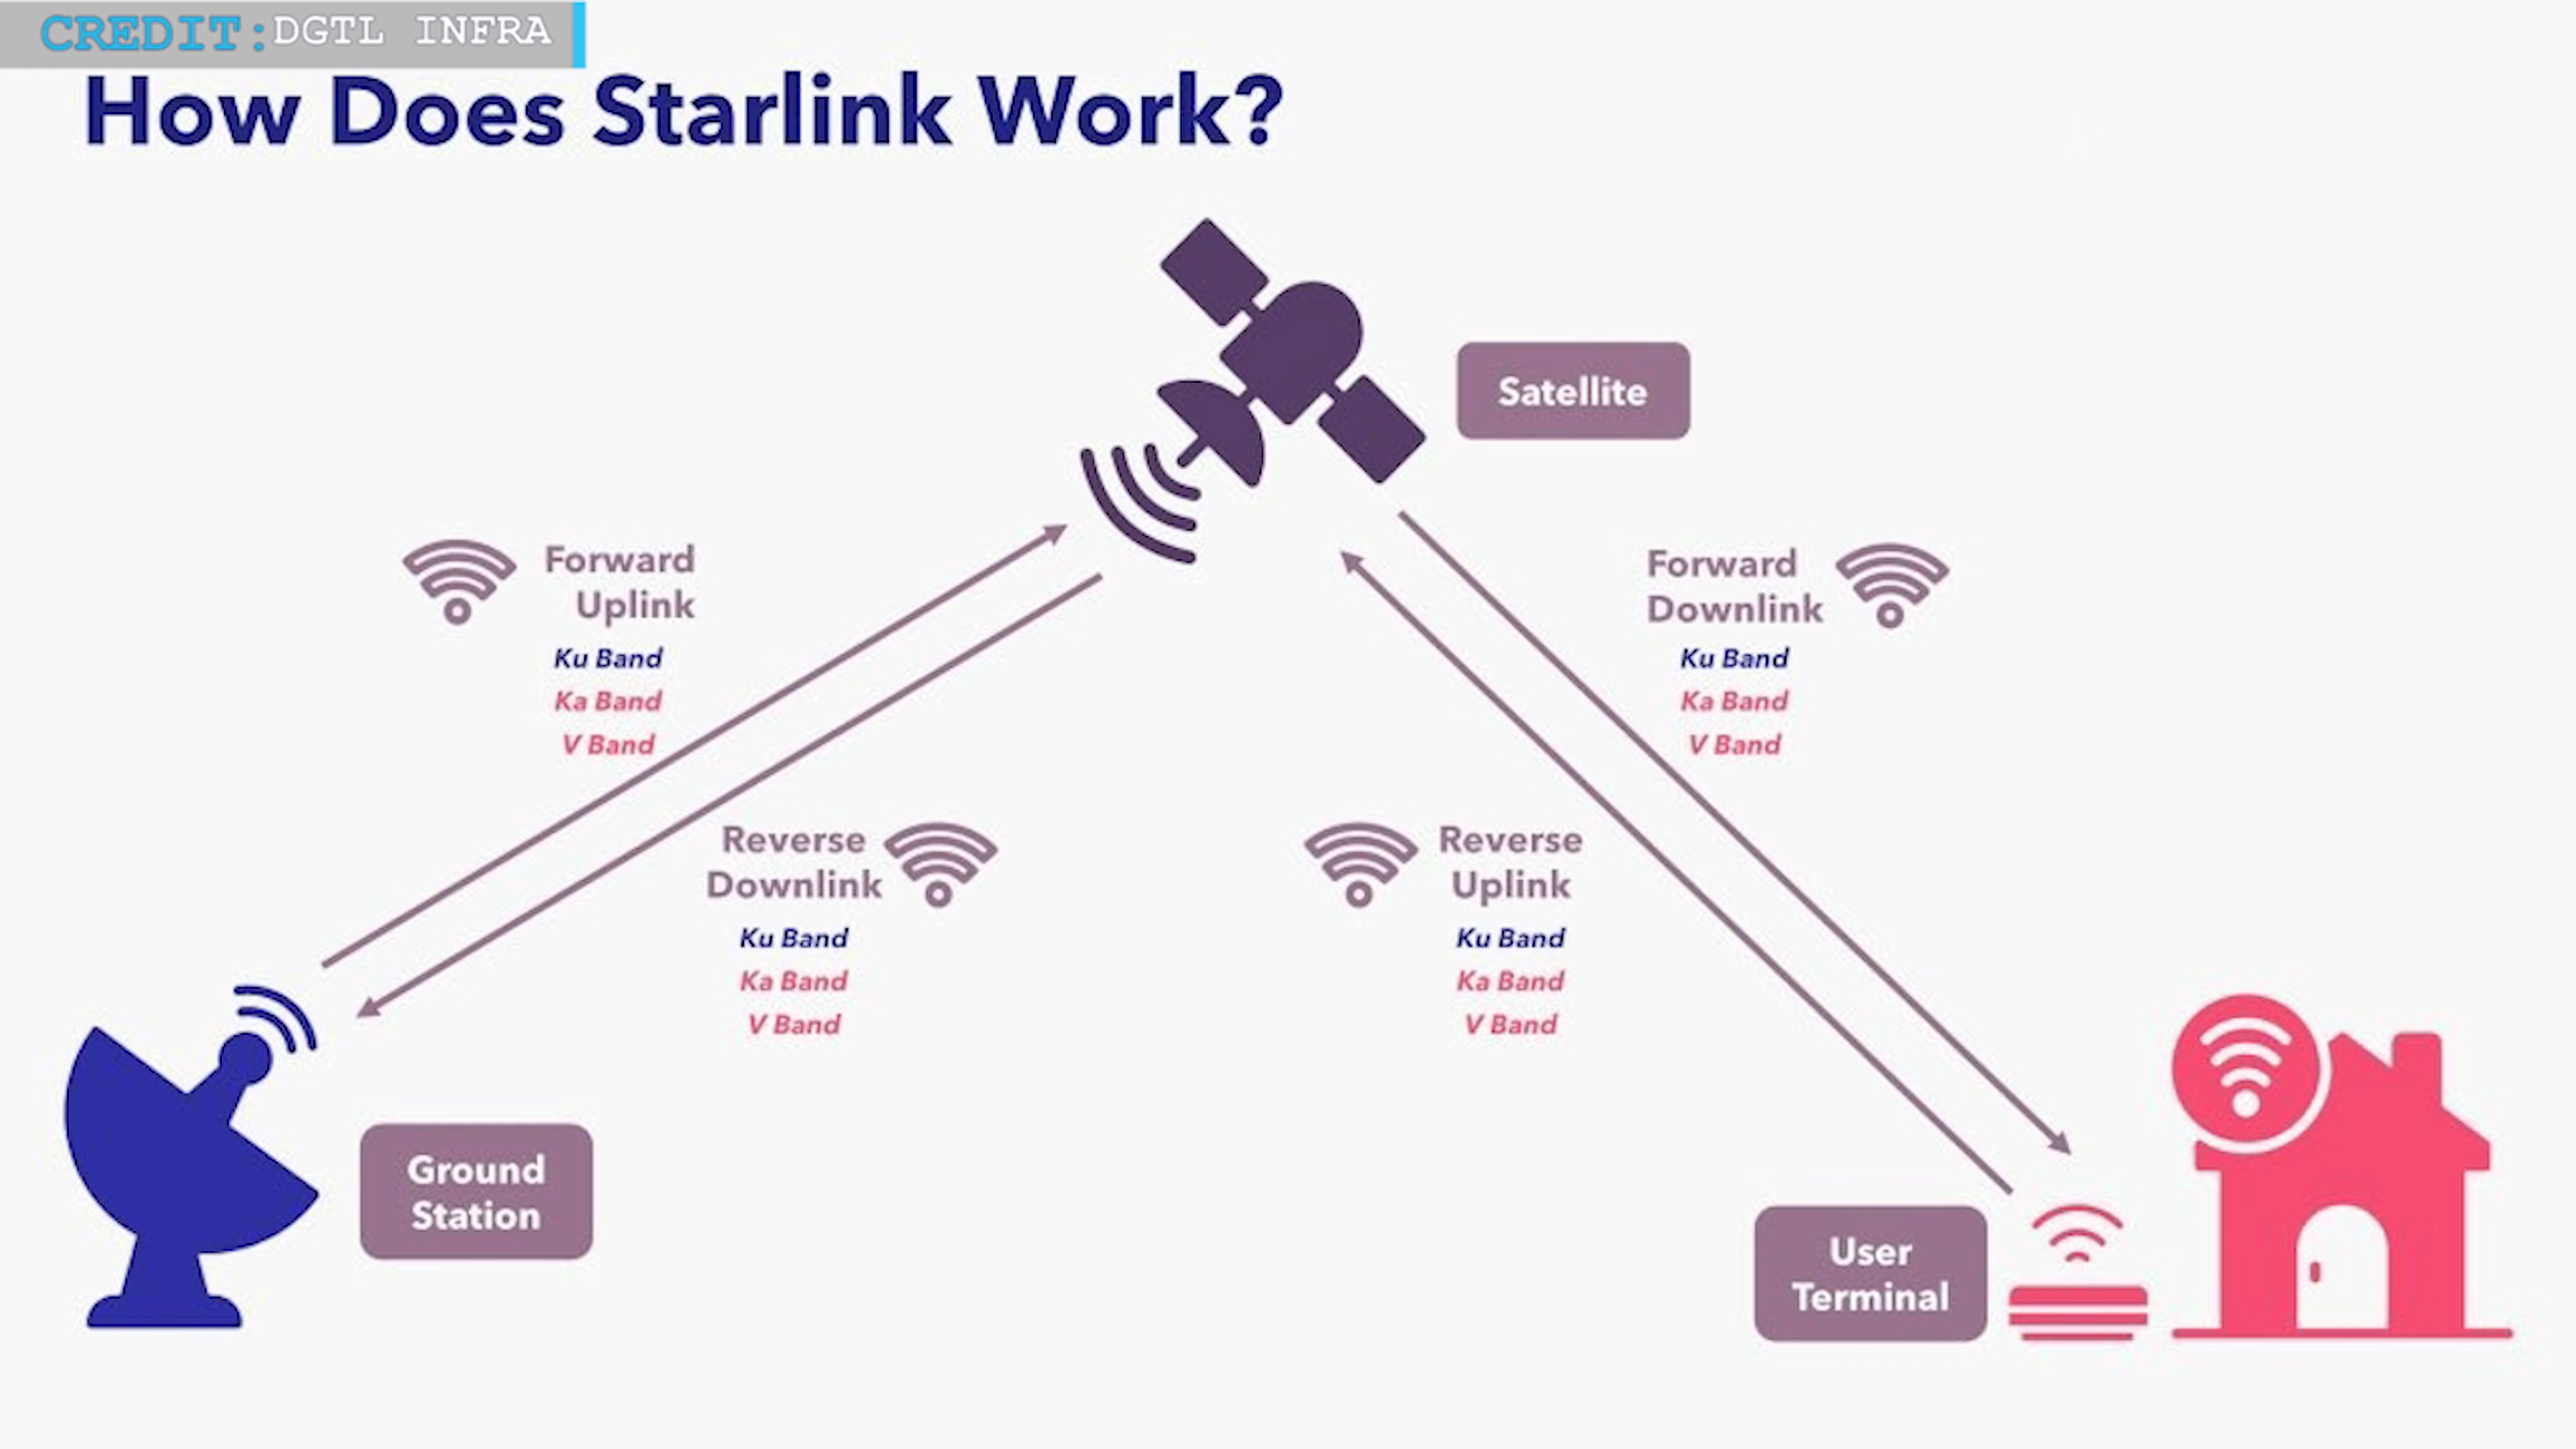 CREDIT: DGTL INFRA
How Does Starlink Work?
Satellite
Forward
Uplink
Ku Band
Ka Band
V Band
Forward
Downlink
Ku Band
Ka Band
V Band
Reverse
Downlink
Ku Band
Ka Band
V Band
Reverse
Uplink
Ku Band
Ka Band
V Band
Ground
Station
User
Terminal